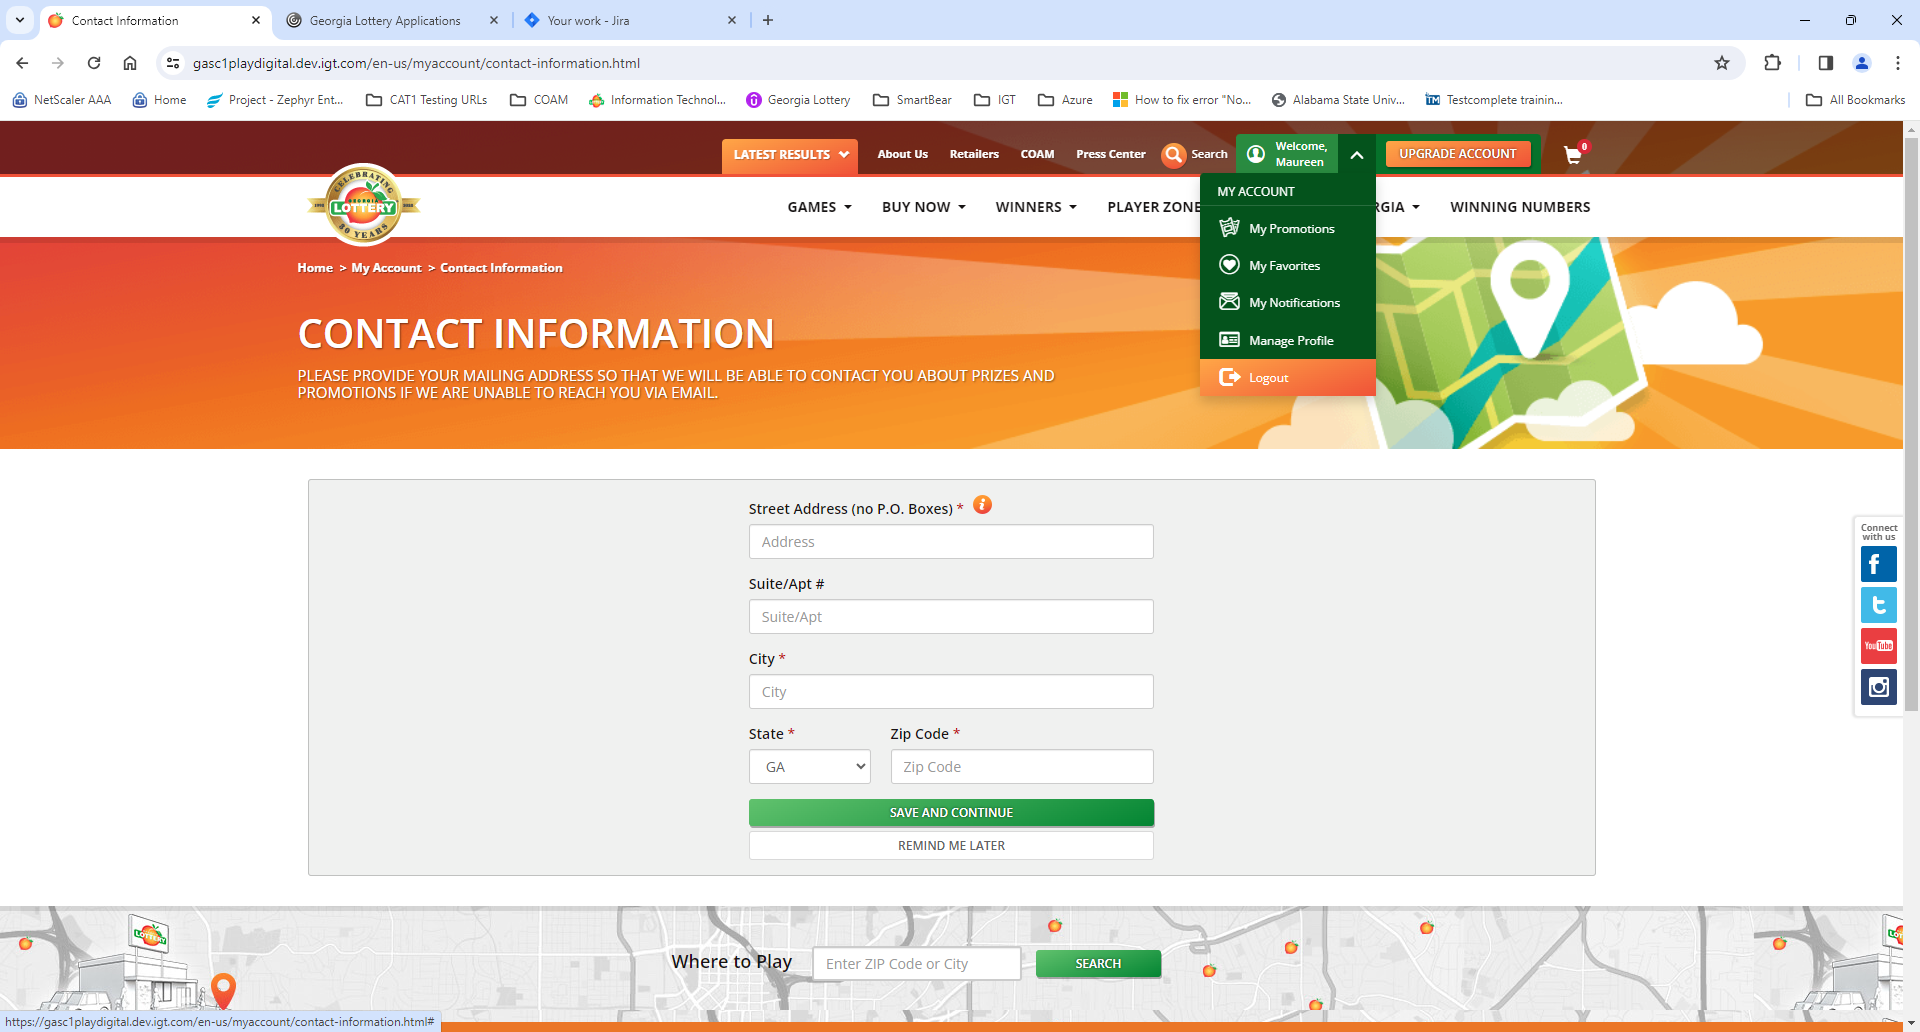 Contact Information
Georgia Lottery Applications
Your work - Jira
gasc1playdigital.dev.igt.com/en-us/myaccount/contact-information.html
NetScaler AAA
Home
Project - Zephyr Ent...
CAT1 Testing URLs
COAM
Information Technol...
Georgia Lottery
SmartBear
IGT
Azure
How to fix error "No...
Alabama State Univ...
Testcomplete trainin...
All Bookmarks
LATEST RESULTS
About Us
Retailers
COAM
Press Center
Search
Welcome,
Maureen
UPGRADE ACCOUNT
0
CELEBRATING
GEORGIA
LOTTERY
30 YEARS
GAMES
BUY NOW
WINNERS
PLAYER ZONE
RGIA
WINNING NUMBERS
MY ACCOUNT
My Promotions
My Favorites
My Notifications
Manage Profile
Logout
Home > My Account > Contact Information
CONTACT INFORMATION
PLEASE PROVIDE YOUR MAILING ADDRESS SO THAT WE WILL BE ABLE TO CONTACT YOU ABOUT PRIZES AND
PROMOTIONS IF WE ARE UNABLE TO REACH YOU VIA EMAIL.
Street Address (no P.O. Boxes) *
Address
Suite/Apt #
Suite/Apt
City *
City
State *
Zip Code *
GA
Zip Code
SAVE AND CONTINUE
REMIND ME LATER
Connect
with us
YouTube
LOTTERY
Where to Play
Enter ZIP Code or City
SEARCH
https://gasc1playdigital.dev.igt.com/en-us/myaccount/contact-information.html#